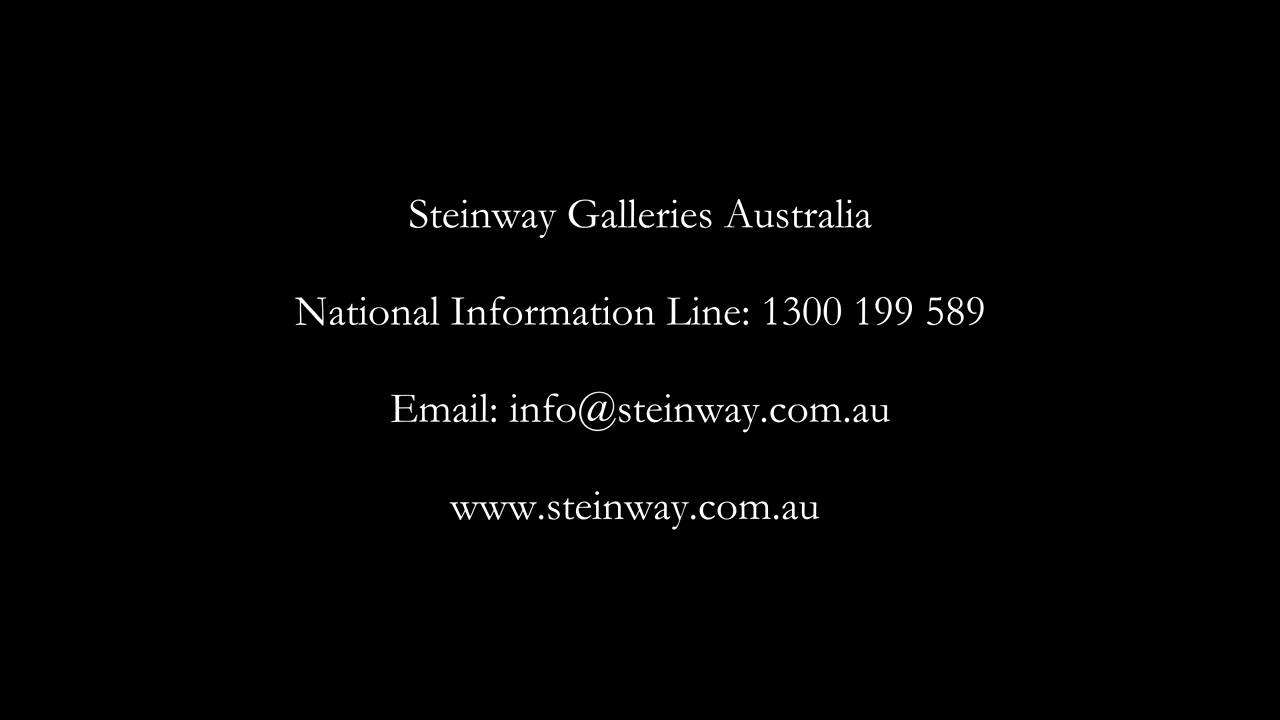 Steinway Galleries Australia
National Information Line: 1300 199 589
Email: info@steinway.com.au
www.steinway.com.au